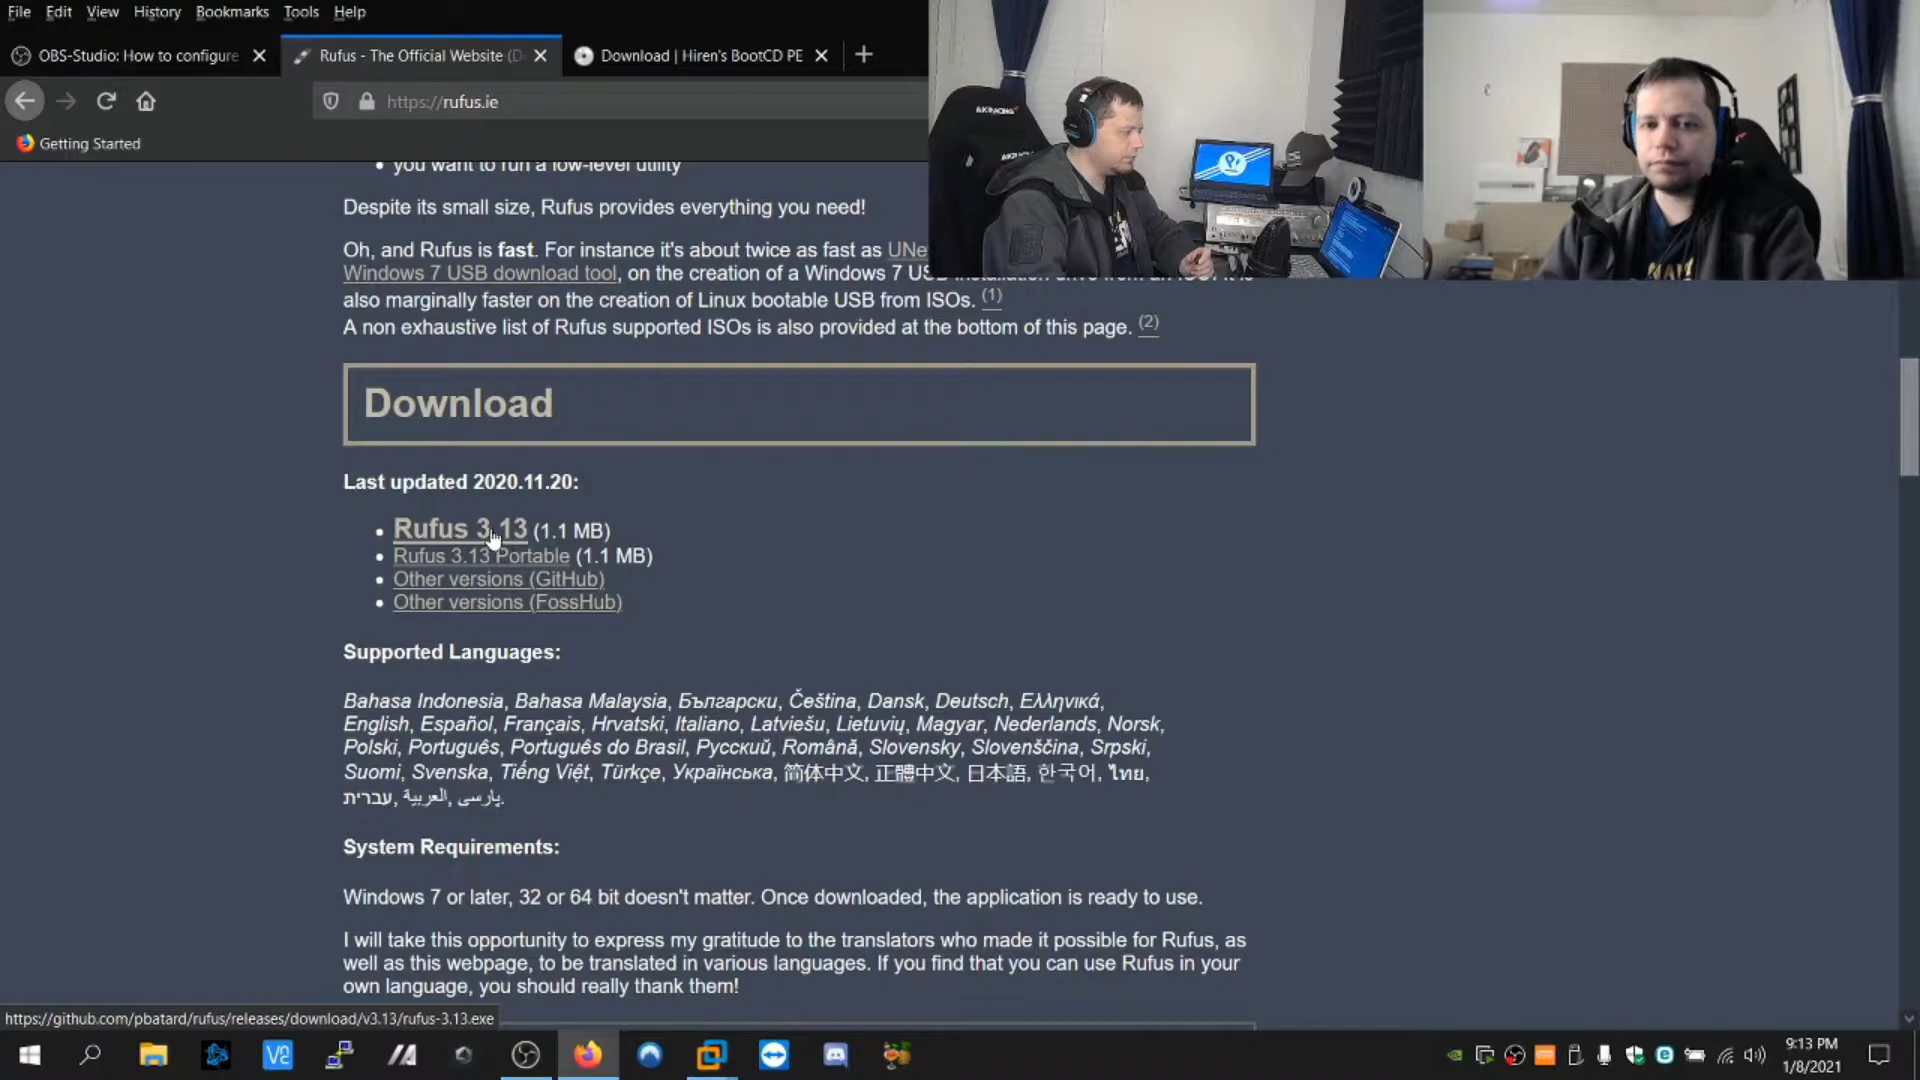 File Edit View History Bookmarks Tools Help
OBS-Studio: How to configure
Rufus - The Official Website (D
Download | Hiren's BootCD PE
https://rufus.ie
Getting Started
you want to run a low-level utility
Despite its small size, Rufus provides everything you need!
Oh, and Rufus is fast. For instance it's about twice as fast as UNe
Windows 7 USB download tool, on the creation of a Windows 7 USB
also marginally faster on the creation of Linux bootable USB from ISOs. (1)
A non exhaustive list of Rufus supported ISOs is also provided at the bottom of this page. (2)
Download
Last updated 2020.11.20:
Rufus 3.13 (1.1 MB)
Rufus 3.13 Portable (1.1 MB)
Other versions (GitHub)
Other versions (FossHub)
Supported Languages:
Bahasa Indonesia, Bahasa Malaysia, Български, Čeština, Dansk, Deutsch, Ελληνικά,
English, Español, Français, Hrvatski, Italiano, Latviešu, Lietuvių, Magyar, Nederlands, Norsk,
Polski, Português, Português do Brasil, Русский, Română, Slovensky, Slovenščina, Srpski,
Suomi, Svenska, Tiếng Việt, Türkçe, Українська, 简体中文, 正體中文, 日本語, 한국어, ไทย,
עברית, العربية, پارسی.
System Requirements:
Windows 7 or later, 32 or 64 bit doesn't matter. Once downloaded, the application is ready to use.
I will take this opportunity to express my gratitude to the translators who made it possible for Rufus, as
well as this webpage, to be translated in various languages. If you find that you can use Rufus in your
own language, you should really thank them!
https://github.com/pbatard/rufus/releases/download/v3.13/rufus-3.13.exe
9:13 PM
1/8/2021